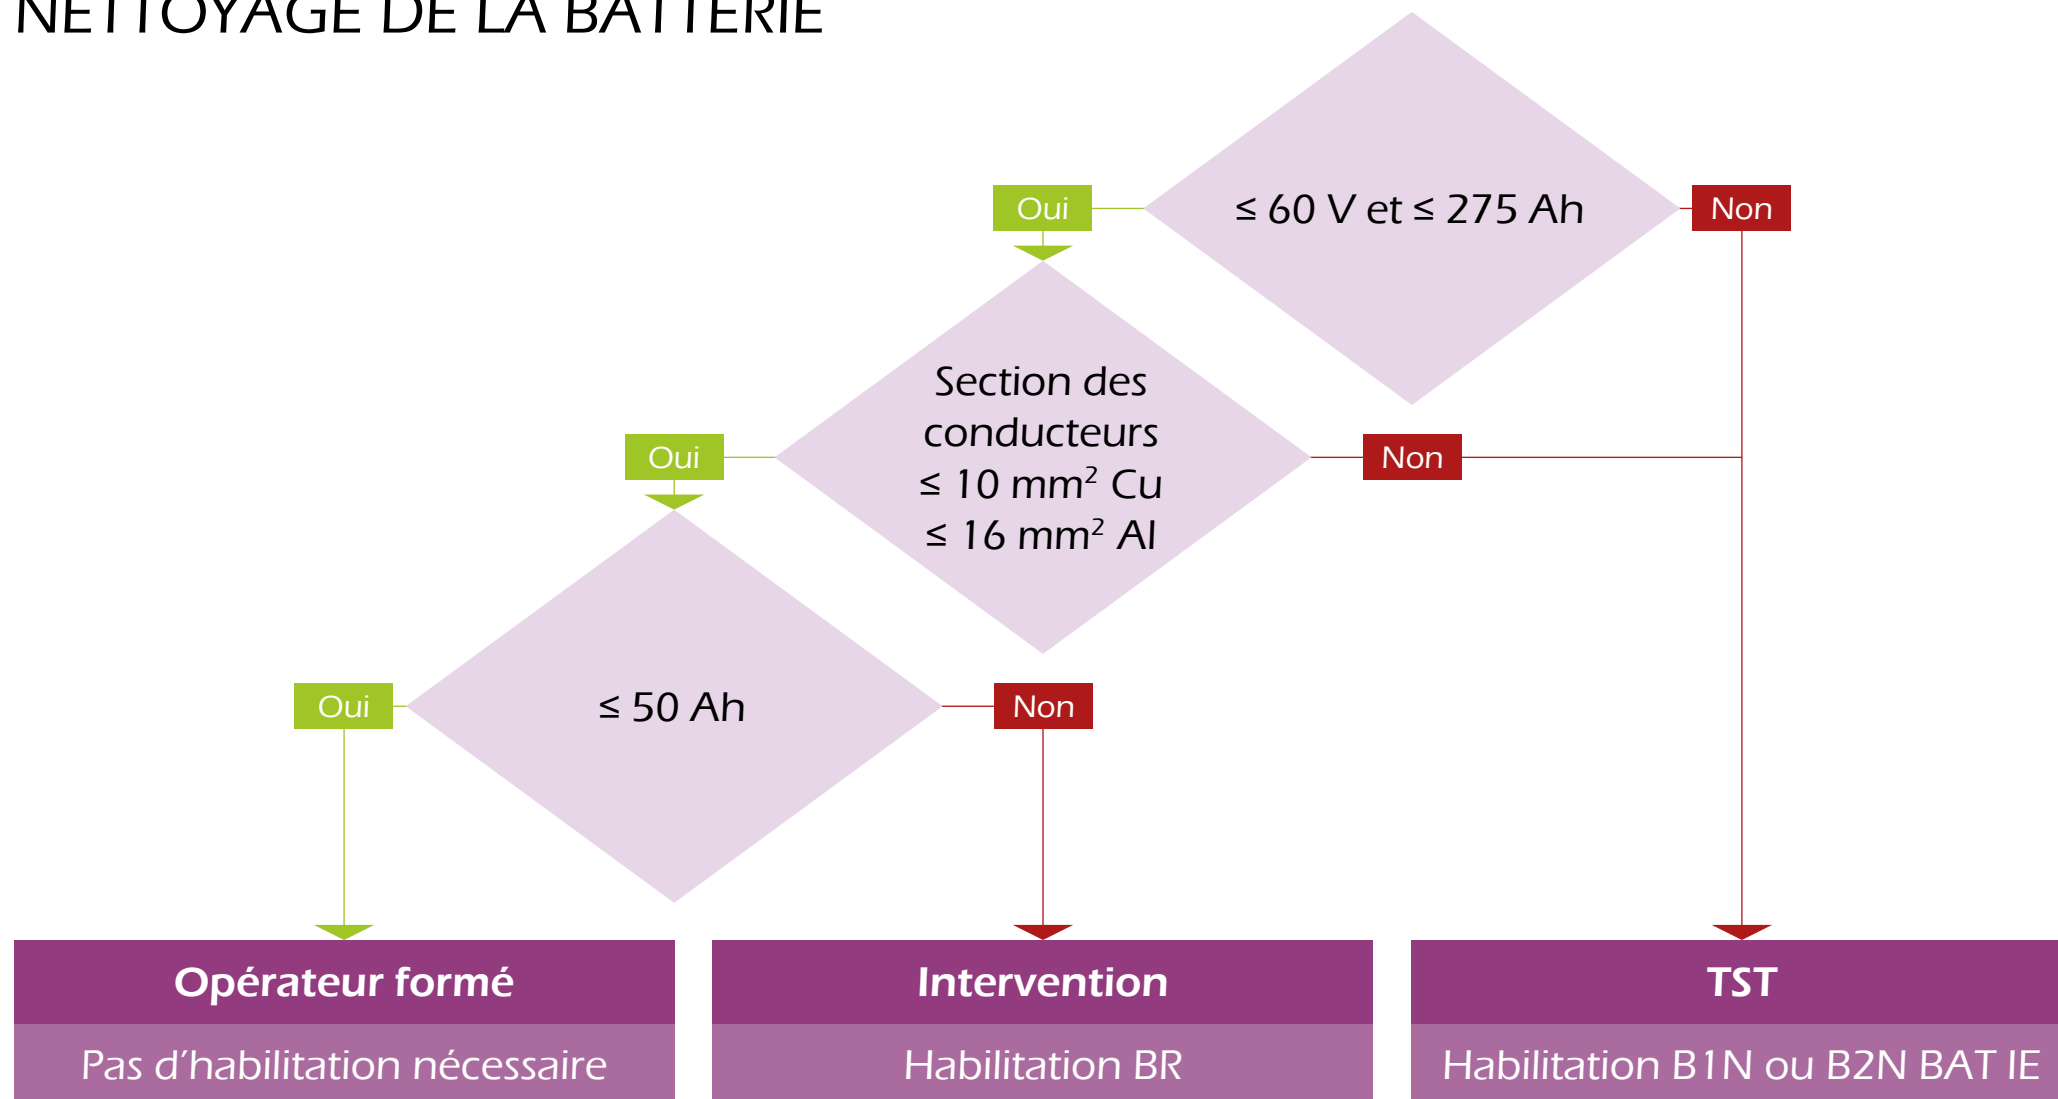 NETTOYAGE DE LA BATTERIE
Oui
≤ 60 V et ≤ 275 Ah
Non
Section des
conducteurs
≤ 10 mm² Cu
≤ 16 mm² Al
Oui
Non
Oui
≤ 50 Ah
Non
Opérateur formé
Pas d’habilitation nécessaire
Intervention
Habilitation BR
TST
Habilitation B1N ou B2N BAT IE